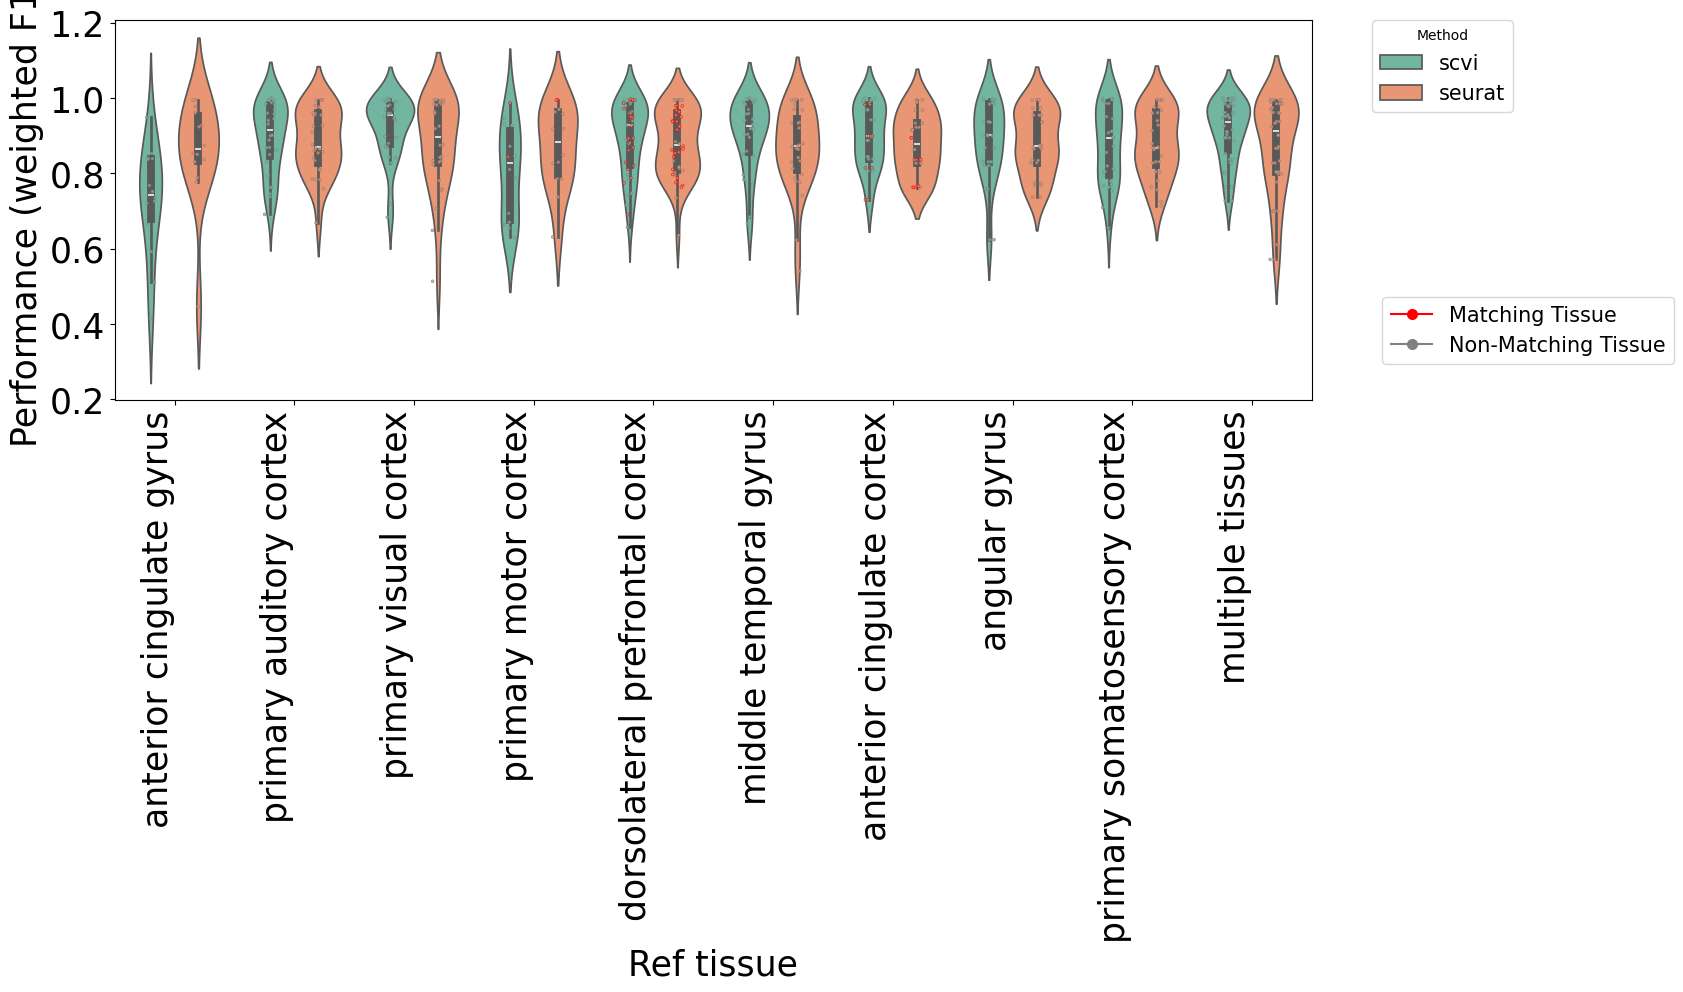 Performance (weighted F1
1.2
1.0
0.8
0.6
0.4
0.2
anterior cingulate gyrus
primary auditory cortex
primary visual cortex
primary motor cortex
dorsolateral prefrontal cortex
middle temporal gyrus
anterior cingulate cortex
angular gyrus
primary somatosensory cortex
multiple tissues
Ref tissue
Method
scvi
seurat
Matching Tissue
Non-Matching Tissue